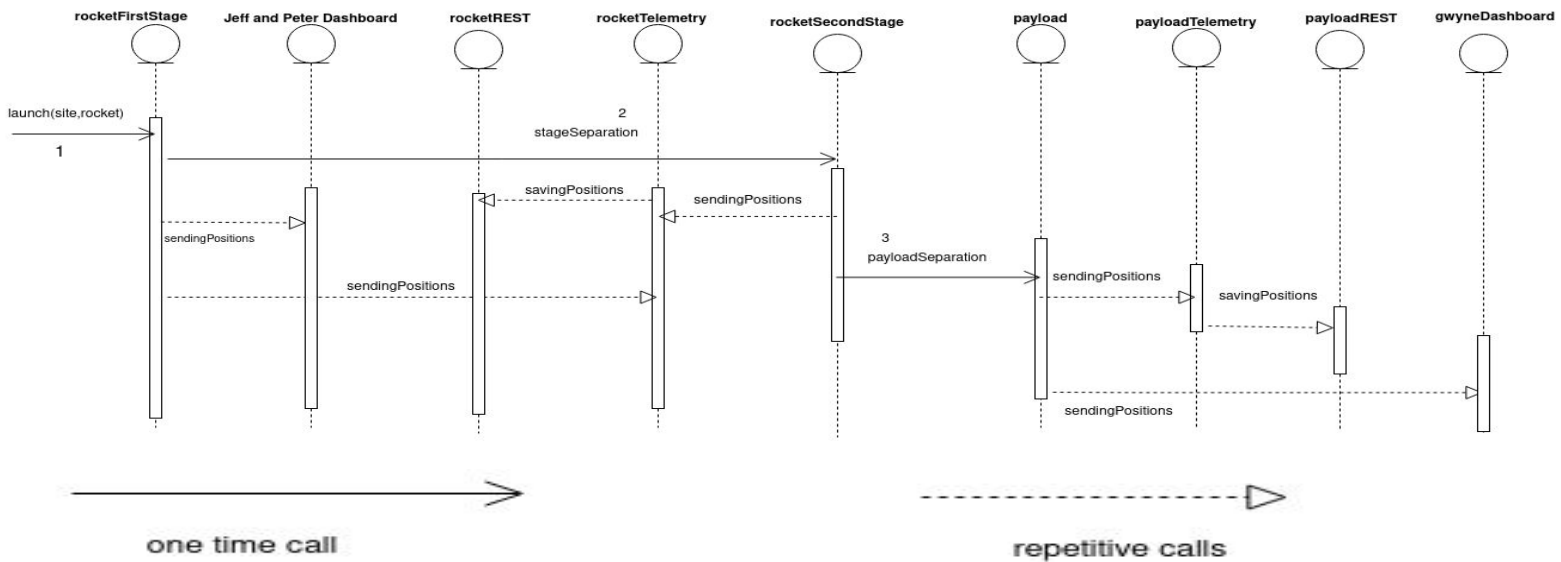 rocketFirstStage
Jeff and Peter Dashboard
rocketREST
rocketTelemetry
rocketSecondStage
payload
payloadTelemetry
payloadREST
gwyneDashboard
launch(site,rocket)
1
2
stageSeparation
savingPositions
sendingPositions
sendingPositions
3
payloadSeparation
sendingPositions
sendingPositions
savingPositions
sendingPositions
one time call
repetitive calls